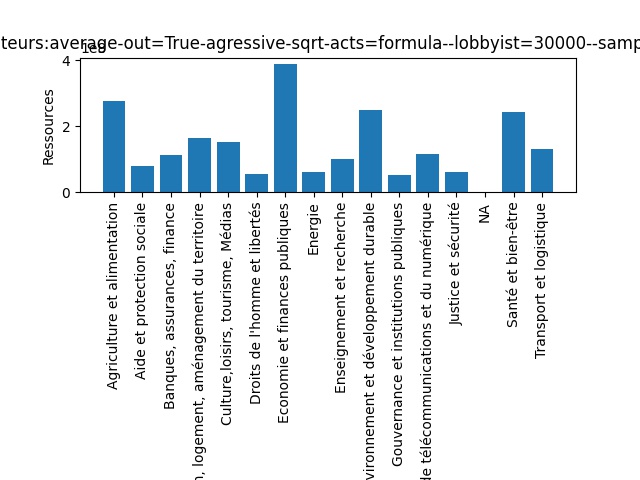 teurs:average-out=True-agressive-sqrt-acts=formula--lobbyist=30000--samp
1e8
Ressources
4
2
0
Agriculture et alimentation
Aide et protection sociale
Banques, assurances, finance
n, logement, aménagement du territoire
Culture,loisirs, tourisme, Médias
Droits de l'homme et libertés
Economie et finances publiques
Energie
Enseignement et recherche
vironnement et développement durable
Gouvernance et institutions publiques
de télécommunications et du numérique
Justice et sécurité
NA
Santé et bien-être
Transport et logistique